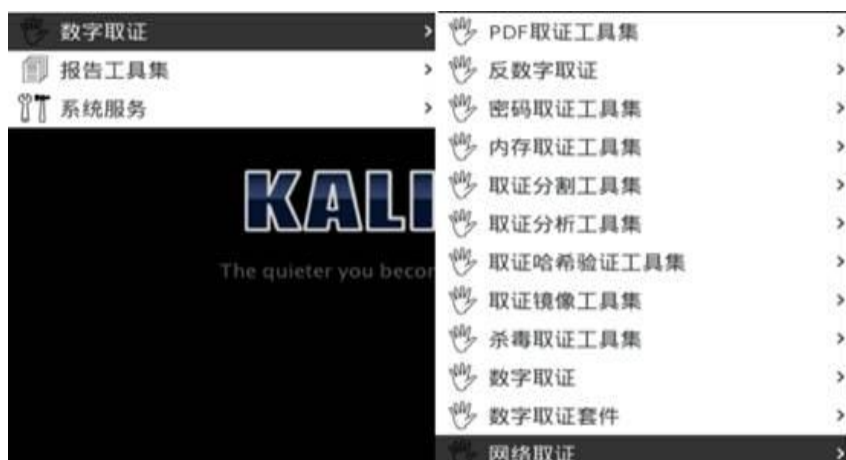 数字取证
报告工具集
系统服务
KALI
The quieter you becor
PDF取证工具集
反数字取证
密码取证工具集
内存取证工具集
取证分割工具集
取证分析工具集
取证哈希验证工具集
取证镜像工具集
杀毒取证工具集
数字取证
数字取证套件
网络取证